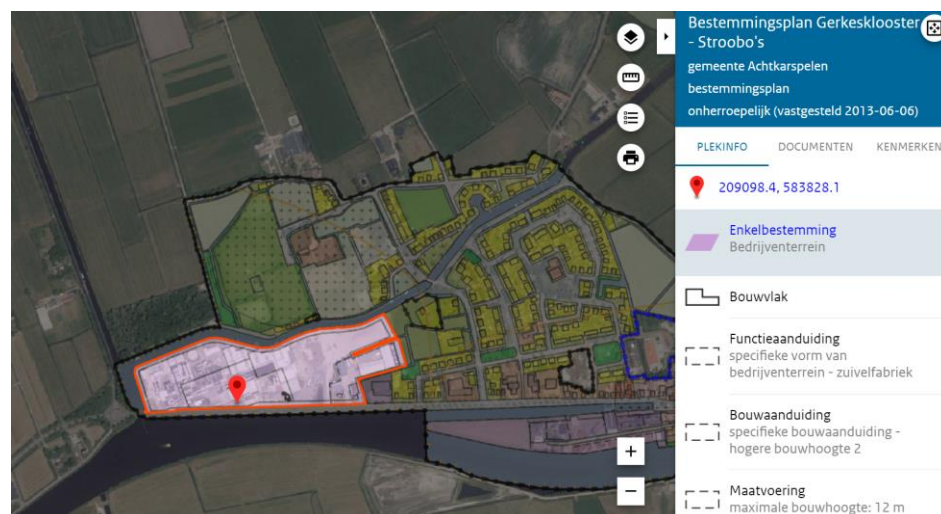 Bestemmingsplan Gerkesklooster
- Stroobo's
gemeente Achtkarspelen
bestemmingsplan
onherroepelijk (vastgesteld 2013-06-06)
PLEKINFO DOCUMENTEN KENMERKEN
209098.4, 583828.1
Enkelbestemming
Bedrijventerrein
Bouwvlak
Functieaanduiding
specifieke vorm van
bedrijventerrein - zuivelfabriek
Bouwaanduiding
specifieke bouwaanduiding -
hogere bouwhoogte 2
+
−
Maatvoering
maximale bouwhoogte: 12 m